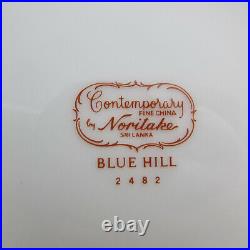 Contemporary
FINE CHINA
by Noritake
SRI LANKA
BLUE HILL
2482